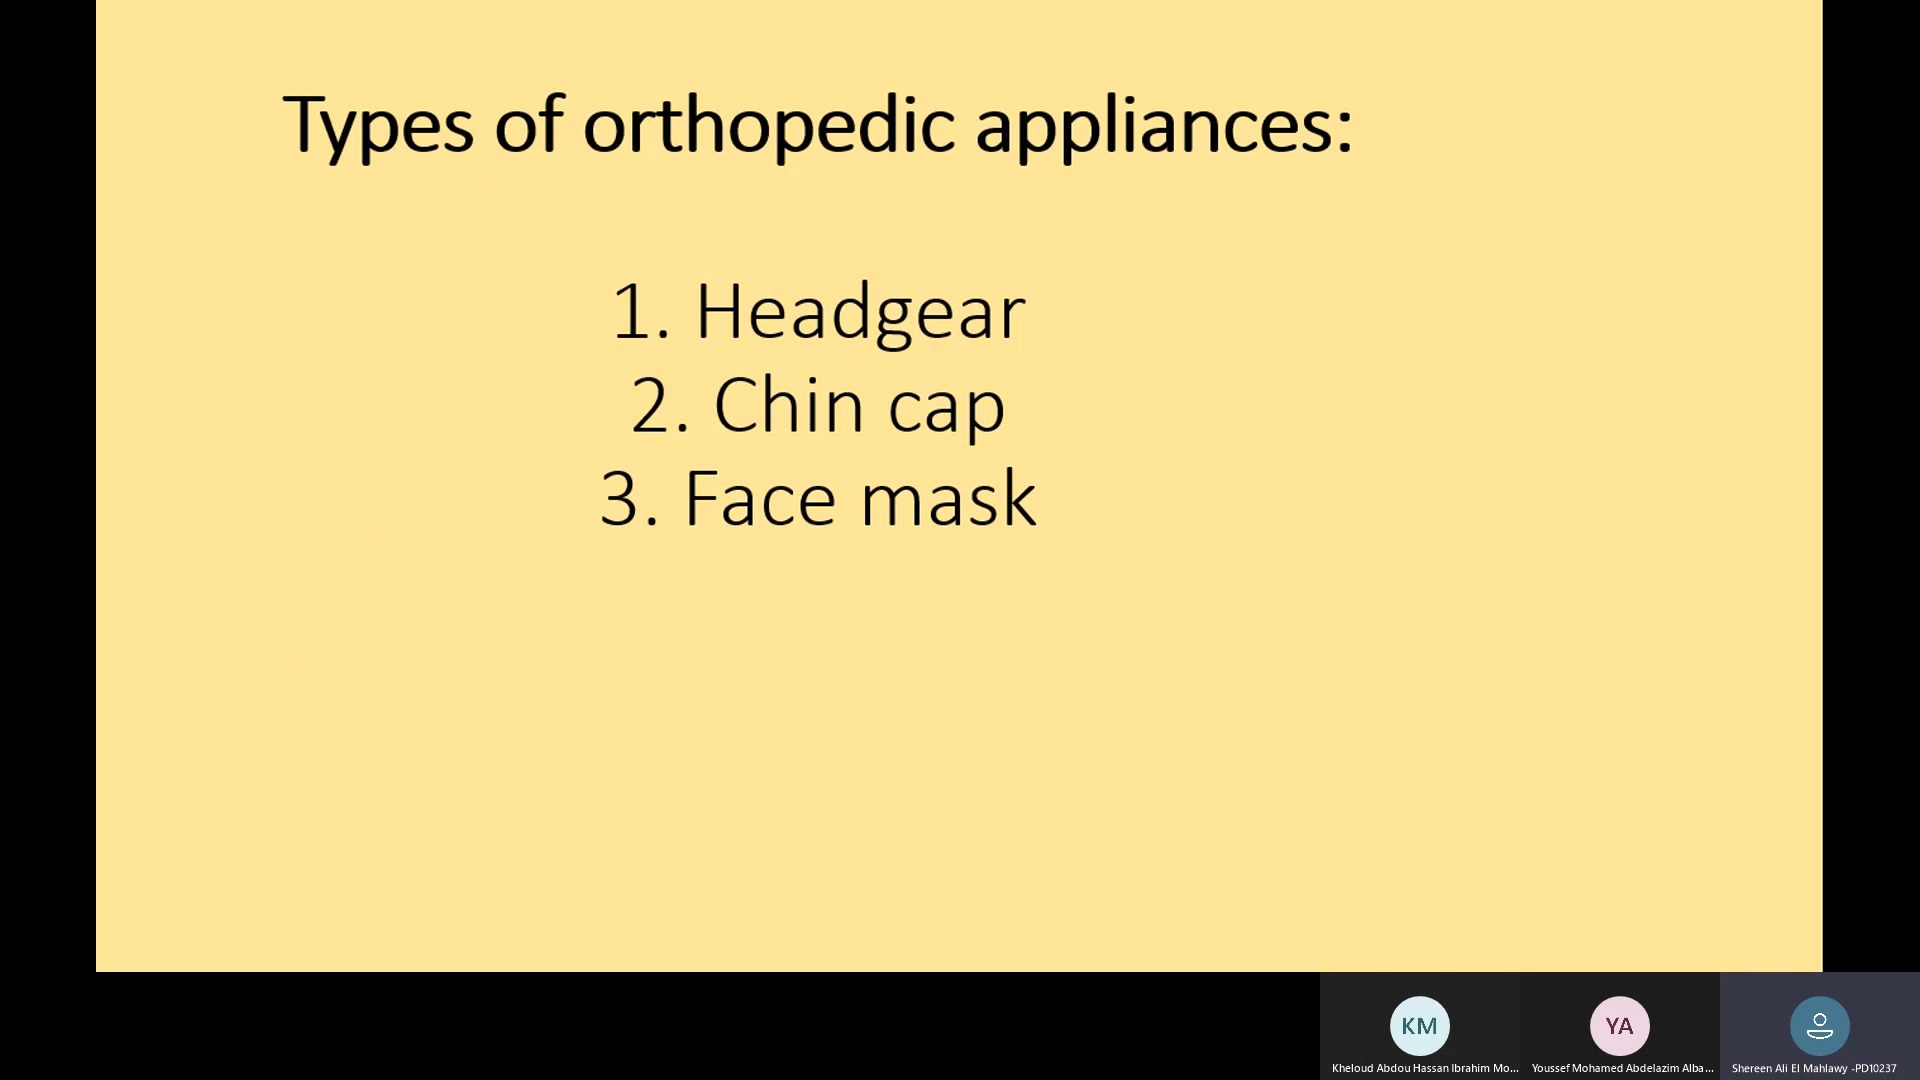 Types of orthopedic appliances:
1. Headgear
2. Chin cap
3. Face mask
KM
YA
Kheloud Abdou Hassan Ibrahim Mo...
Youssef Mohamed Abdelazim Alba...
Shereen Ali El Mahlawy -PD10237